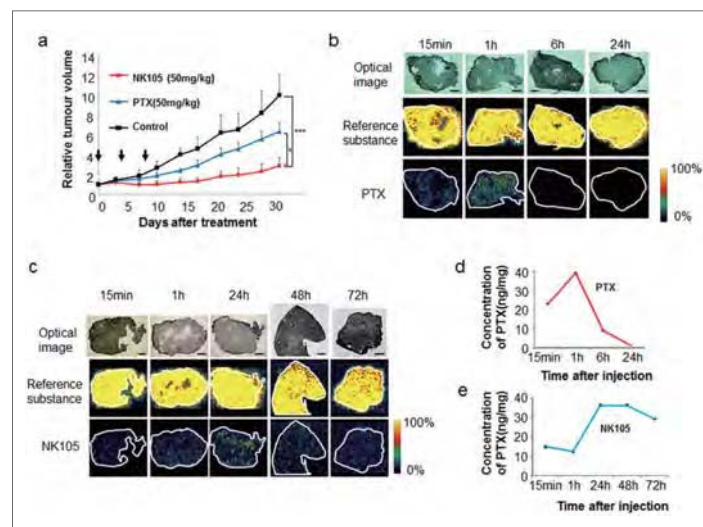 a
14
12
10
8
6
4
2
0
Relative tumour volume
NK105 (50mg/kg)
PTX(50mg/kg)
Control
***
*
0 5 10 15 20 25 30
Days after treatment
b
15min 1h 6h 24h
Optical
image
Reference
substance
PTX
100%
0%
c
15min 1h 24h 48h 72h
Optical
image
Reference
substance
NK105
100%
0%
d
Concentration
of PTX(ng/mg)
40
30
20
10
0
PTX
15min 1h 6h 24h
Time after injection
e
Concentration
of PTX(ng/mg)
40
30
20
10
0
NK105
15min 1h 24h 48h 72h
Time after injection